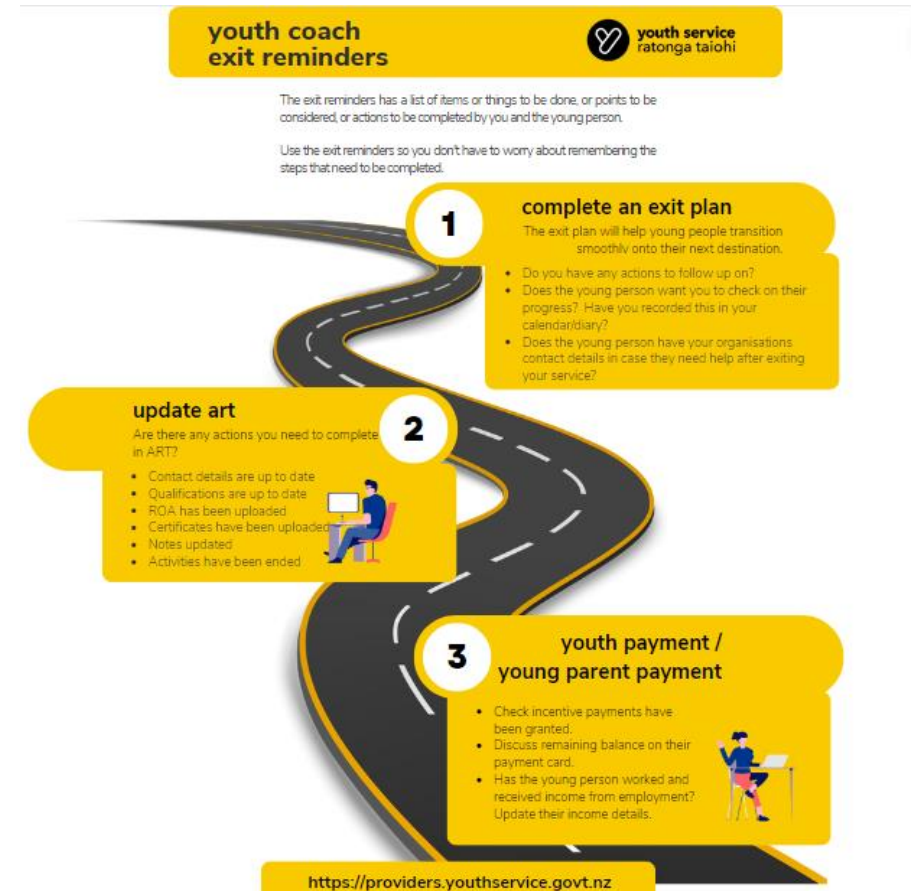 youth coach
exit reminders
youth service
ratonga taiohi
The exit reminders has a list of items or things to be done, or points to be
considered, or actions to be completed by you and the young person.
Use the exit reminders so you don't have to worry about remembering the
steps that need to be completed.
1
complete an exit plan
The exit plan will help young people transition
smoothly onto their next destination.
• Do you have any actions to follow up on?
• Does the young person want you to check on their
progress? Have you recorded this in your
calendar/diary?
• Does the young person have your organisations
contact details in case they need help after exiting
your service?
update art
2
Are there any actions you need to complete
in ART?
• Contact details are up to date
• Qualifications are up to date
• ROA has been uploaded
• Certificates have been uploaded
• Notes updated
• Activities have been ended
3
youth payment /
young parent payment
• Check incentive payments have
been granted.
• Discuss remaining balance on their
payment card.
• Has the young person worked and
received income from employment?
Update their income details.
https://providers.youthservice.govt.nz